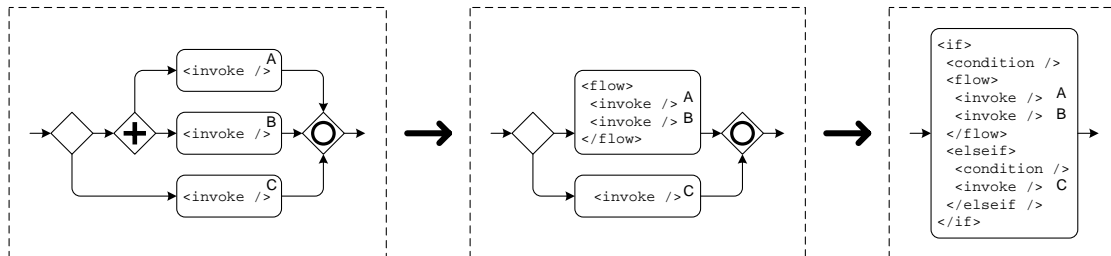 <invoke /> A
<invoke /> B
<invoke /> C
<flow>
<invoke /> A
<invoke /> B
</flow>
<invoke /> C
<if>
<condition />
<flow>
<invoke /> A
<invoke /> B
</flow>
<elseif>
<condition />
<invoke /> C
</elseif />
</if>